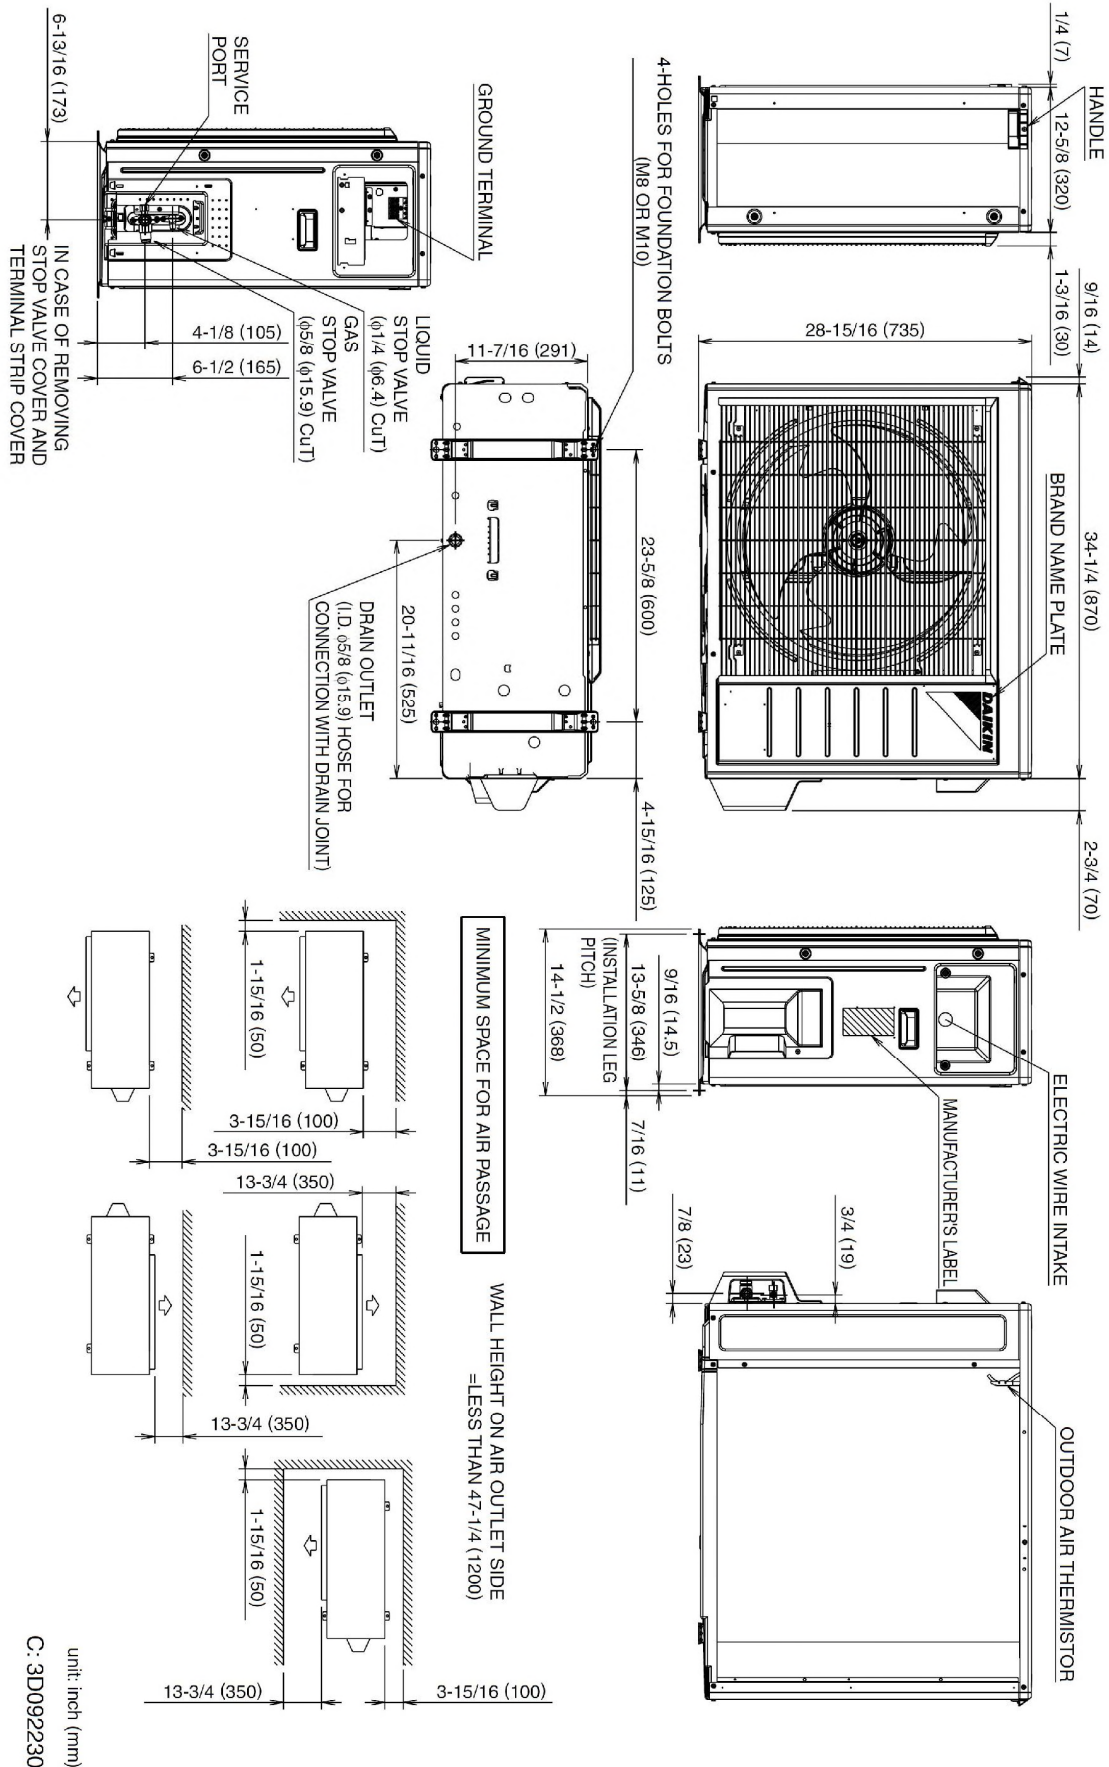 HANDLE
1/4 (7)
12-5/8 (320)
1-3/16 (30)
9/16 (14)
34-1/4 (870)
2-3/4 (70)
28-15/16 (735)
BRAND NAME PLATE
DAIKIN
ELECTRIC WIRE INTAKE
MANUFACTURER'S LABEL
9/16 (14.5)
13-5/8 (346)
(INSTALLATION LEG
PITCH)
14-1/2 (368)
7/16 (11)
OUTDOOR AIR THERMISTOR
3/4 (19)
7/8 (23)
4-HOLES FOR FOUNDATION BOLTS
(M8 OR M10)
23-5/8 (600)
4-15/16 (125)
11-7/16 (291)
20-11/16 (525)
DRAIN OUTLET
(I.D. ϕ5/8 (ϕ15.9) HOSE FOR
CONNECTION WITH DRAIN JOINT)
GROUND TERMINAL
SERVICE
PORT
6-13/16 (173)
LIQUID
STOP VALVE
(ϕ1/4 (ϕ6.4) CuT)
GAS
STOP VALVE
(ϕ5/8 (ϕ15.9) CuT)
4-1/8 (105)
6-1/2 (165)
IN CASE OF REMOVING
STOP VALVE COVER AND
TERMINAL STRIP COVER
MINIMUM SPACE FOR AIR PASSAGE
WALL HEIGHT ON AIR OUTLET SIDE
=LESS THAN 47-1/4 (1200)
1-15/16 (50)
3-15/16 (100)
3-15/16 (100)
13-3/4 (350)
1-15/16 (50)
13-3/4 (350)
1-15/16 (50)
13-3/4 (350)
3-15/16 (100)
unit: inch (mm)
C: 3D092230